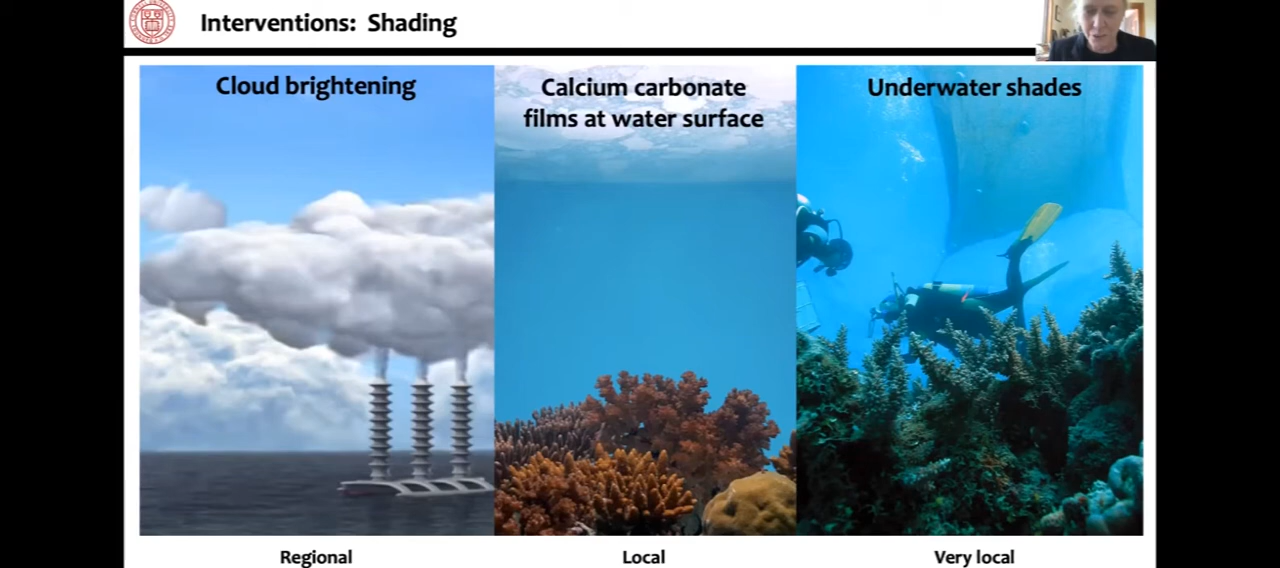 Interventions: Shading
Cloud brightening
Calcium carbonate
films at water surface
Underwater shades
Regional
Local
Very local